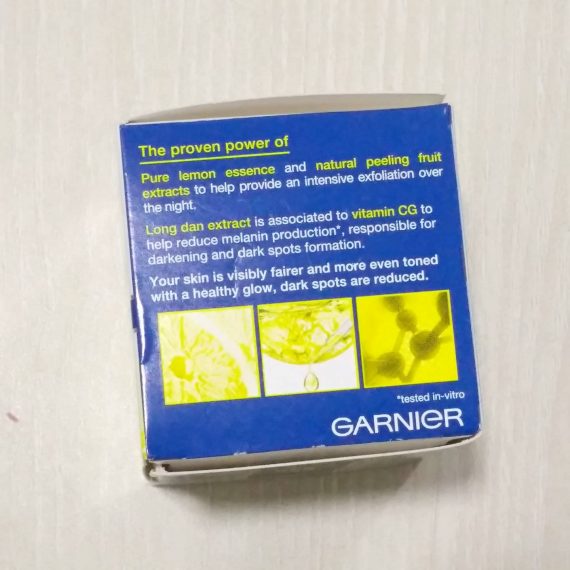 The proven power of
Pure lemon essence and natural peeling fruit
extracts to help provide an intensive exfoliation over
the night.
Long dan extract is associated to vitamin CG to
help reduce melanin production*, responsible for
darkening and dark spots formation.
Your skin is visibly fairer and more even toned
with a healthy glow, dark spots are reduced.
*tested in-vitro
GARNIER